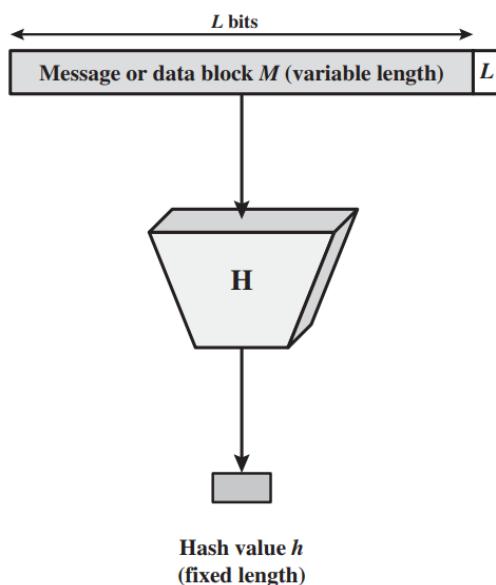 L bits
Message or data block M (variable length) L
H
Hash value h
(fixed length)